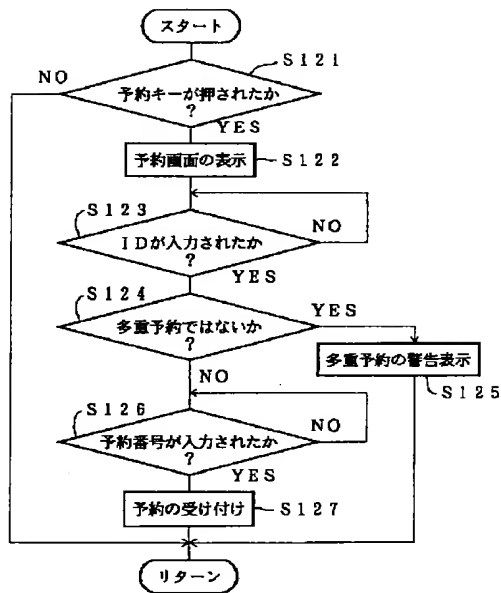 スタート
S121
NO
予約キーが押されたか
?
YES
予約画面の表示
S122
S123
NO
IDが入力されたか
?
YES
S124
YES
多重予約ではないか
?
多重予約の警告表示
NO
S125
S126
NO
予約番号が入力されたか
?
YES
予約の受け付け
S127
リターン